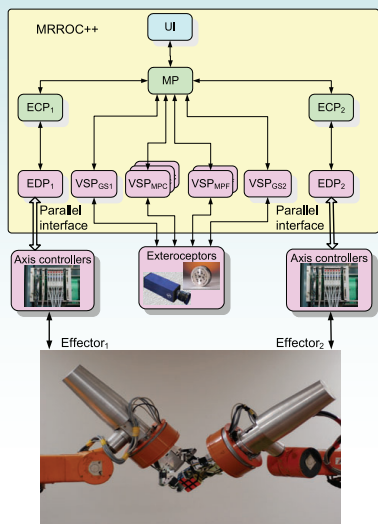 MRROC++
UI
MP
ECP1
ECP2
EDP1
VSPGS1
VSPMPC
VSPMPF
VSPGS2
EDP2
Parallel
interface
Parallel
interface
Axis controllers
Exteroceptors
Axis controllers
Effector1
Effector2